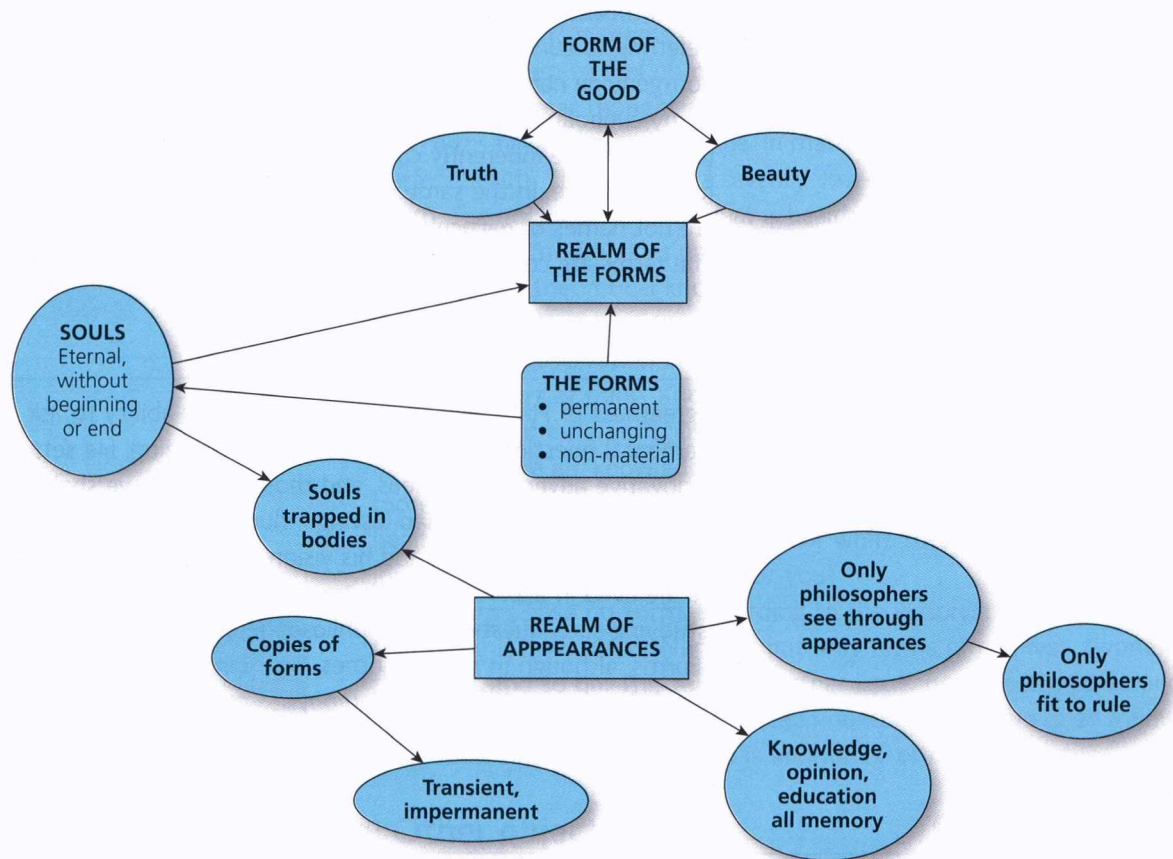 FORM OF
THE
GOOD
Truth
Beauty
REALM OF
THE FORMS
SOULS
Eternal,
without
beginning
or end
THE FORMS
• permanent
• unchanging
• non-material
Souls
trapped in
bodies
Only
philosophers
see through
appearances
REALM OF
APPPEARANCES
Copies of
forms
Only
philosophers
fit to rule
Knowledge,
opinion,
education
all memory
Transient,
impermanent